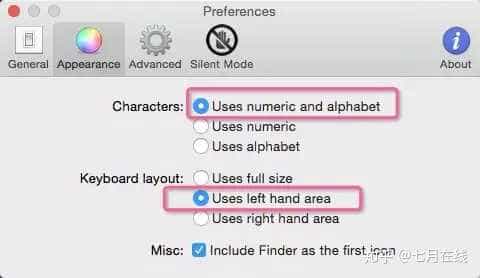 Preferences
General Appearance Advanced Silent Mode About
Characters: Uses numeric and alphabet
Uses numeric
Uses alphabet
Keyboard layout: Uses full size
Uses left hand area
Uses right hand area
Misc: Include Finder as the first icon
知乎 @七月在线